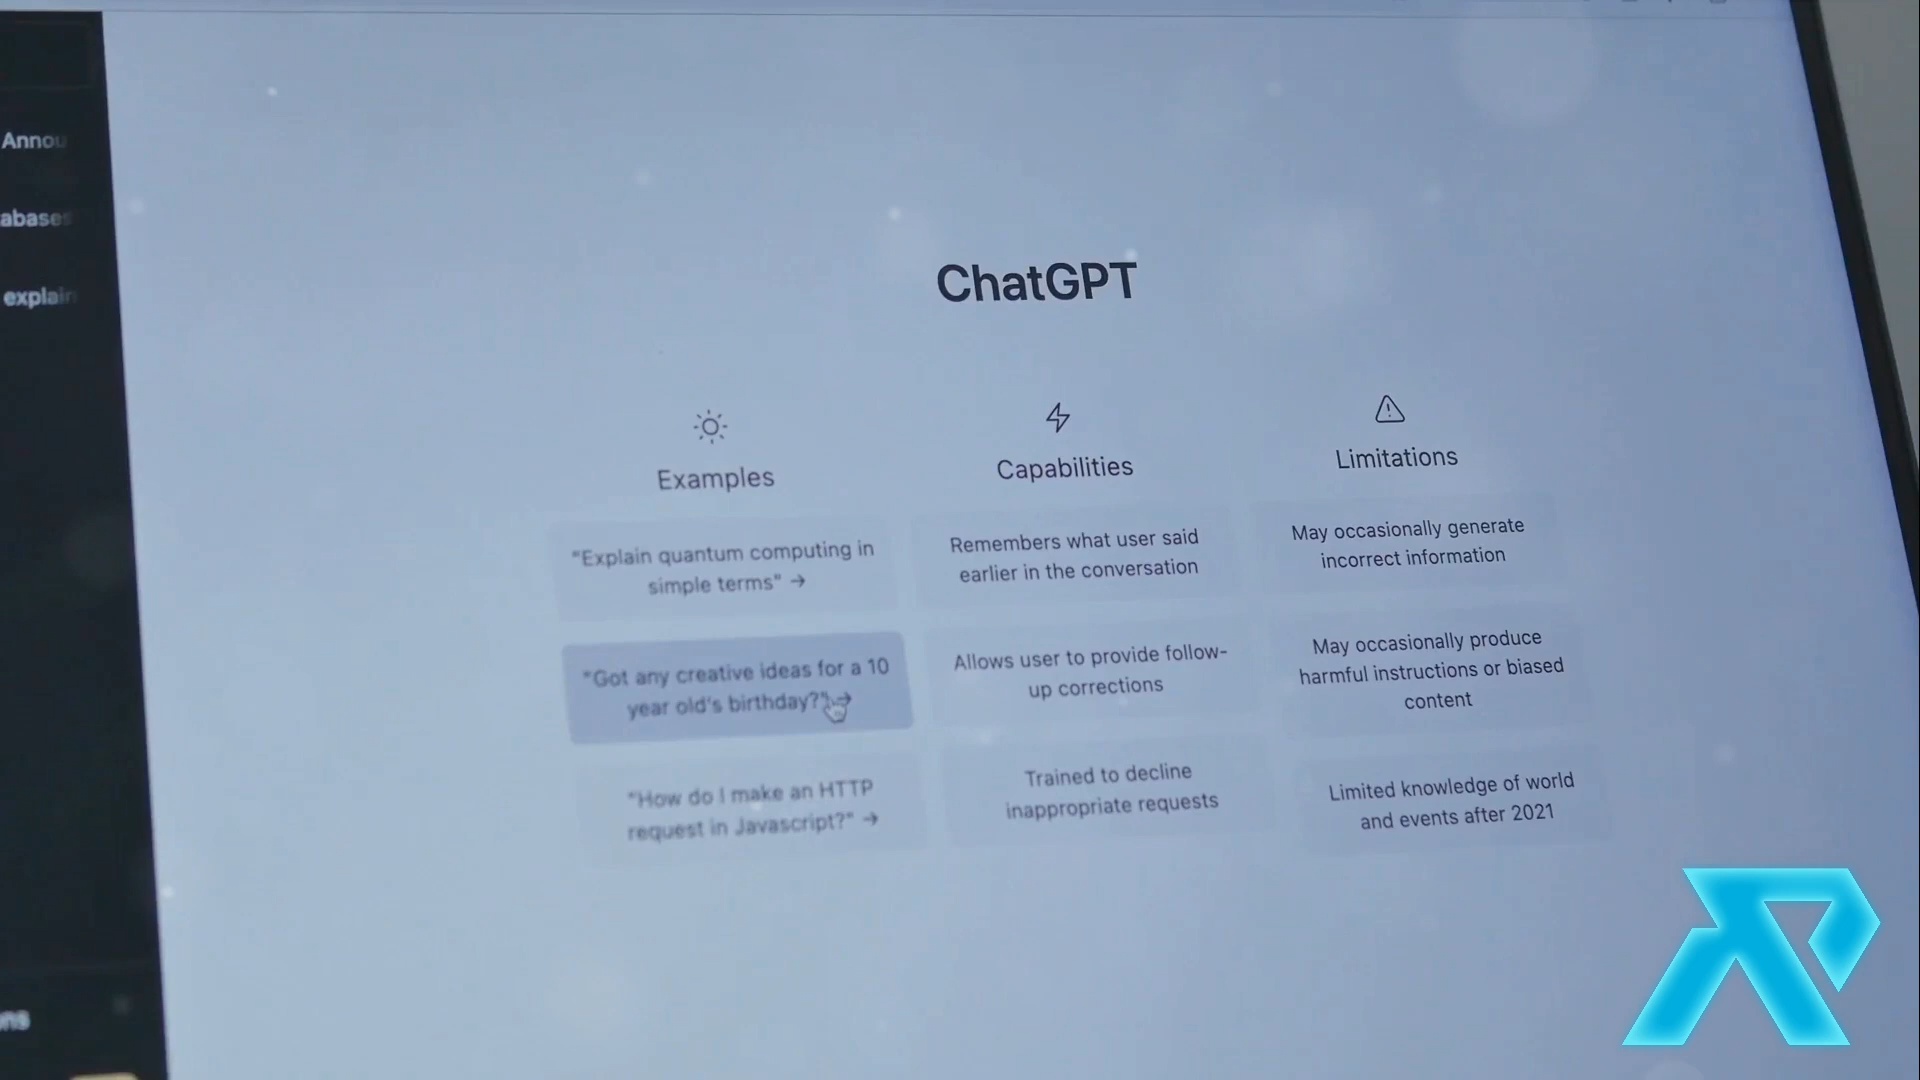 Annou
abases
explain
ChatGPT
Examples
Capabilities
Limitations
"Explain quantum computing in
simple terms" →
Remembers what user said
earlier in the conversation
May occasionally generate
incorrect information
"Got any creative ideas for a 10
year old's birthday?" →
Allows user to provide follow-
up corrections
May occasionally produce
harmful instructions or biased
content
"How do I make an HTTP
request in Javascript?" →
Trained to decline
inappropriate requests
Limited knowledge of world
and events after 2021
ns